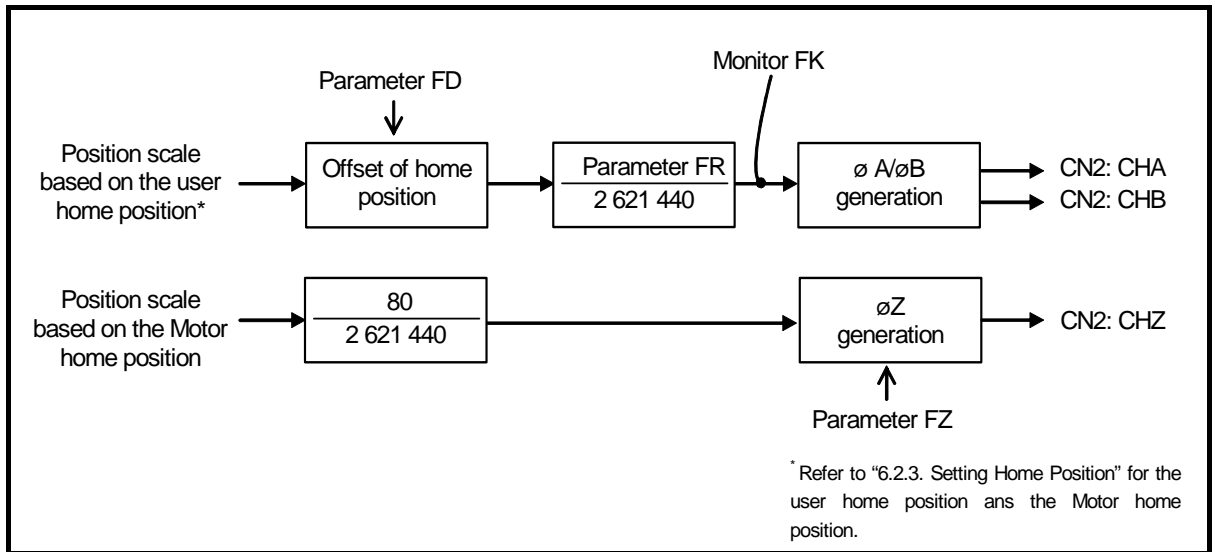 Monitor FK
Parameter FD
Position scale
based on the user
home position*
Offset of home
position
Parameter FR
2 621 440
ø A/øB
generation
CN2: CHA
CN2: CHB
Position scale
based on the Motor
home position
80
2 621 440
øZ
generation
CN2: CHZ
Parameter FZ
* Refer to “6.2.3. Setting Home Position” for the
user home position ans the Motor home
position.